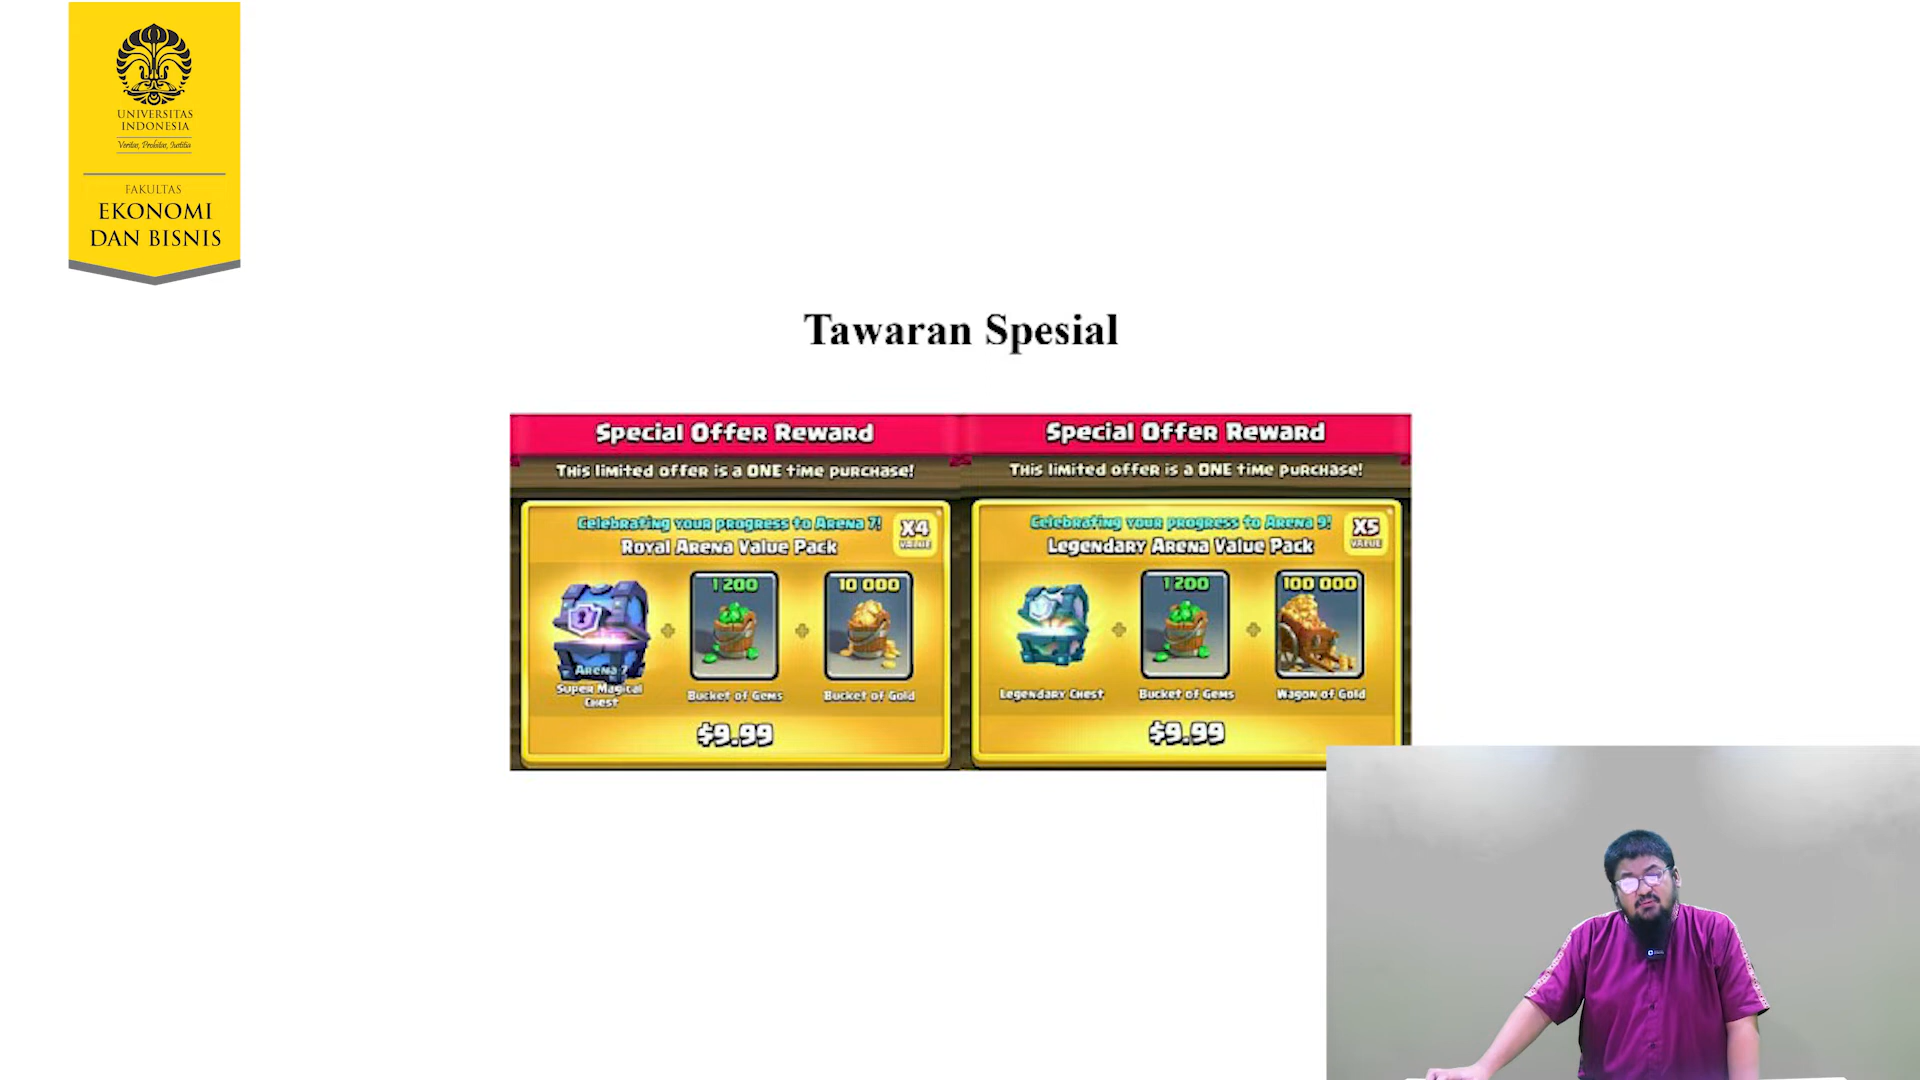 UNIVERSITAS
INDONESIA
Veritas, Probitas, Justitia
FAKULTAS
EKONOMI
DAN BISNIS
Tawaran Spesial
Special Offer Reward
This limited offer is a ONE time purchase!
Celebrating your progress to Arena 7!
Royal Arena Value Pack
X4
VALUE
1 200
10 000
Arena 7
Super Magical
Chest
Bucket of Gems
Bucket of Gold
$9.99
Special Offer Reward
This limited offer is a ONE time purchase!
Celebrating your progress to Arena 9!
Legendary Arena Value Pack
X5
VALUE
1 200
100 000
Legendary Chest
Bucket of Gems
Wagon of Gold
$9.99